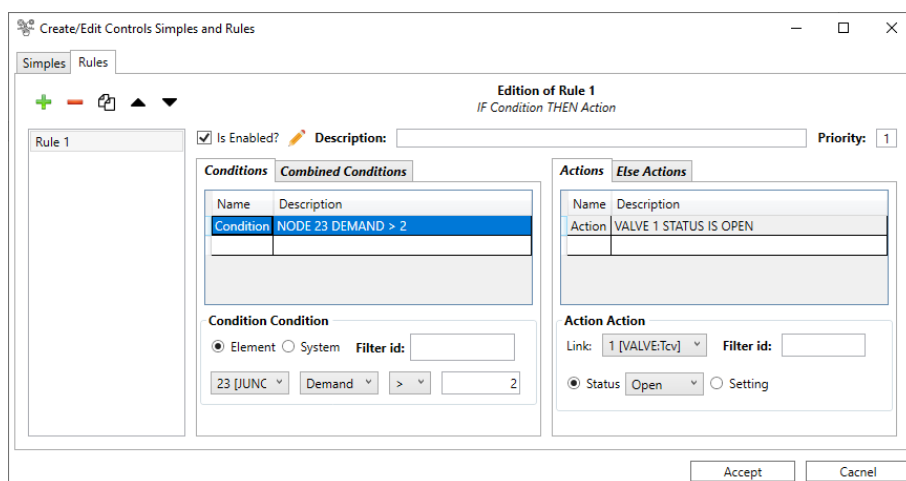 Create/Edit Controls Simples and Rules
Simples Rules
Edition of Rule 1
IF Condition THEN Action
Rule 1
Is Enabled? Description: Priority: 1
Conditions Combined Conditions
Actions Else Actions
Name Description
Condition NODE 23 DEMAND > 2
Name Description
Action VALVE 1 STATUS IS OPEN
Condition Condition
Element System Filter id:
23 [JUNC Demand > 2
Action Action
Link: 1 [VALVE:Tcv] Filter id:
Status Open Setting
Accept Cacnel